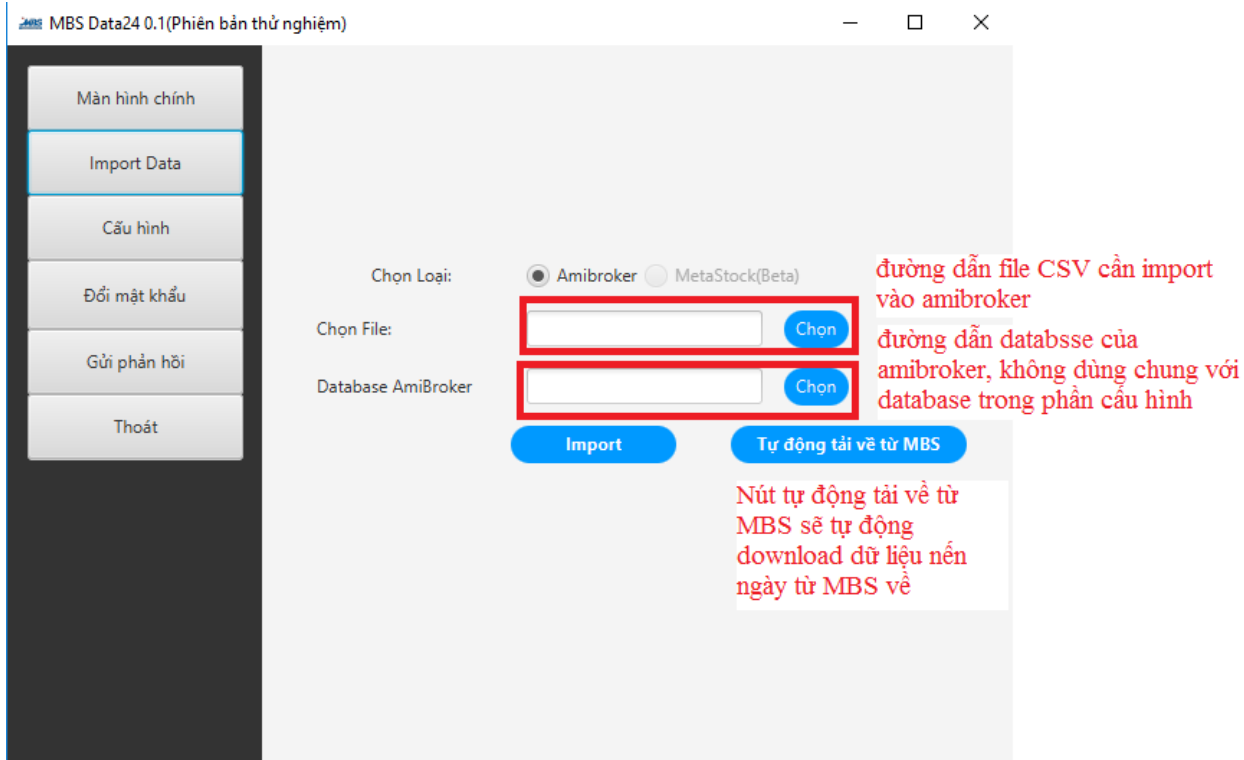 MBS MBS Data24 0.1(Phiên bản thử nghiệm)
Màn hình chính
Import Data
Cấu hình
Đổi mật khẩu
Gửi phản hồi
Thoát
Chọn Loại: Amibroker MetaStock(Beta)
Chọn File: Chọn
Database AmiBroker Chọn
Import Tự động tải về từ MBS
đường dẫn file CSV cần import
vào amibroker
đường dẫn databsse của
amibroker, không dùng chung với
database trong phần cấu hình
Nút tự động tải về từ
MBS sẽ tự động
download dữ liệu nến
ngày từ MBS về